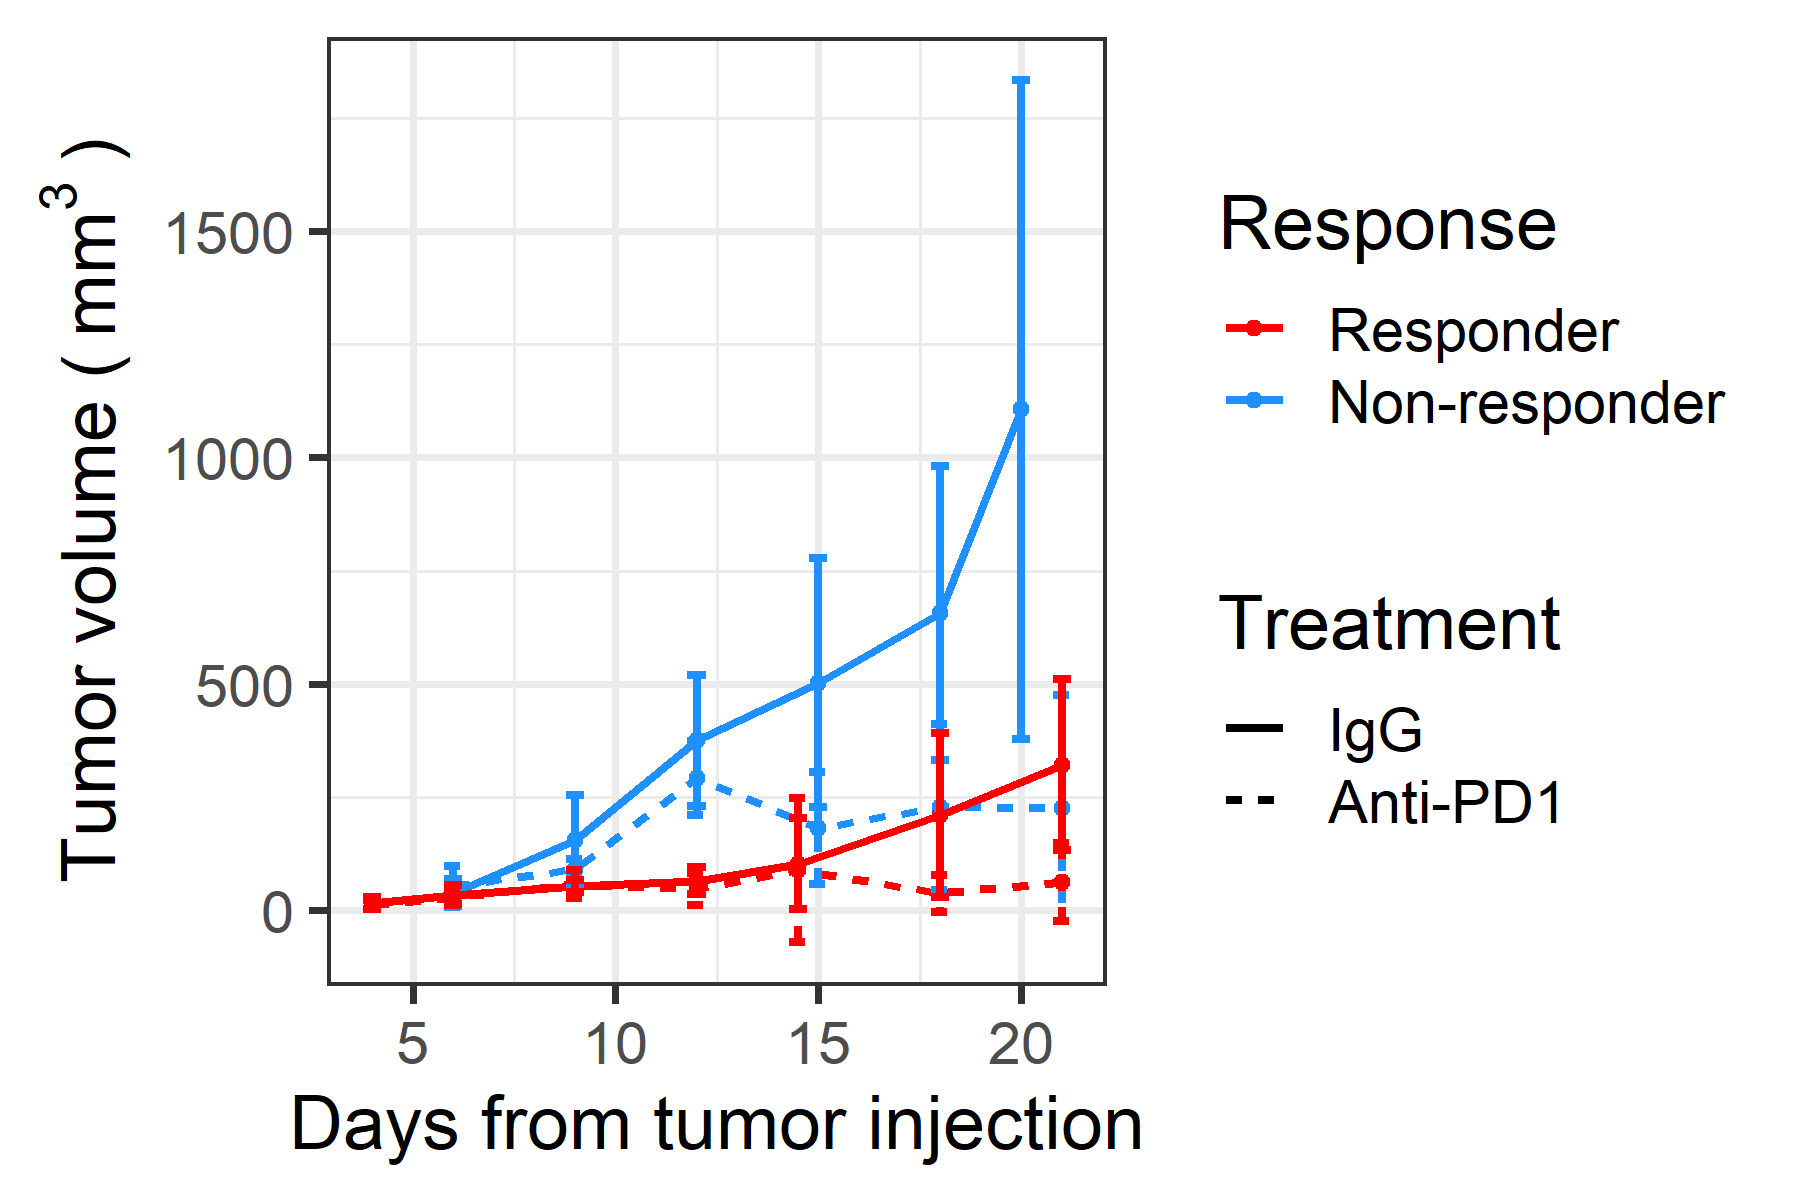 Tumor volume ( mm³ )
1500
1000
500
0
5 10 15 20
Days from tumor injection
Response
Responder
Non-responder
Treatment
IgG
Anti-PD1